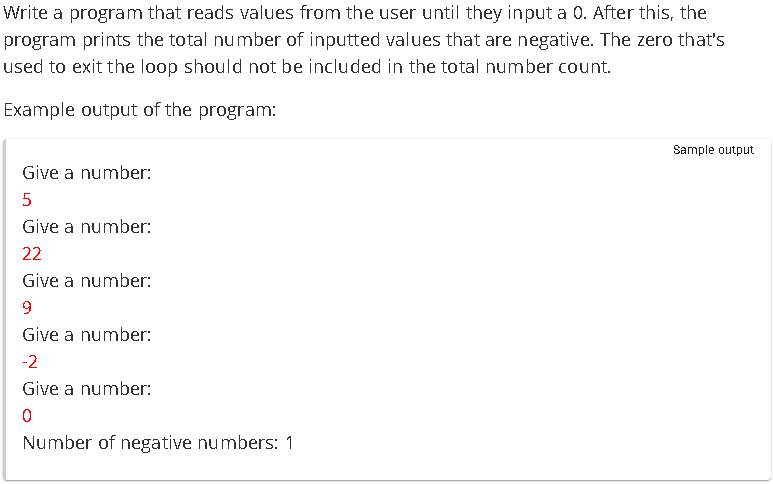 Write a program that reads values from the user until they input a 0. After this, the
program prints the total number of inputted values that are negative. The zero that's
used to exit the loop should not be included in the total number count.
Example output of the program:
Sample output
Give a number:
5
Give a number:
22
Give a number:
9
Give a number:
-2
Give a number:
0
Number of negative numbers: 1